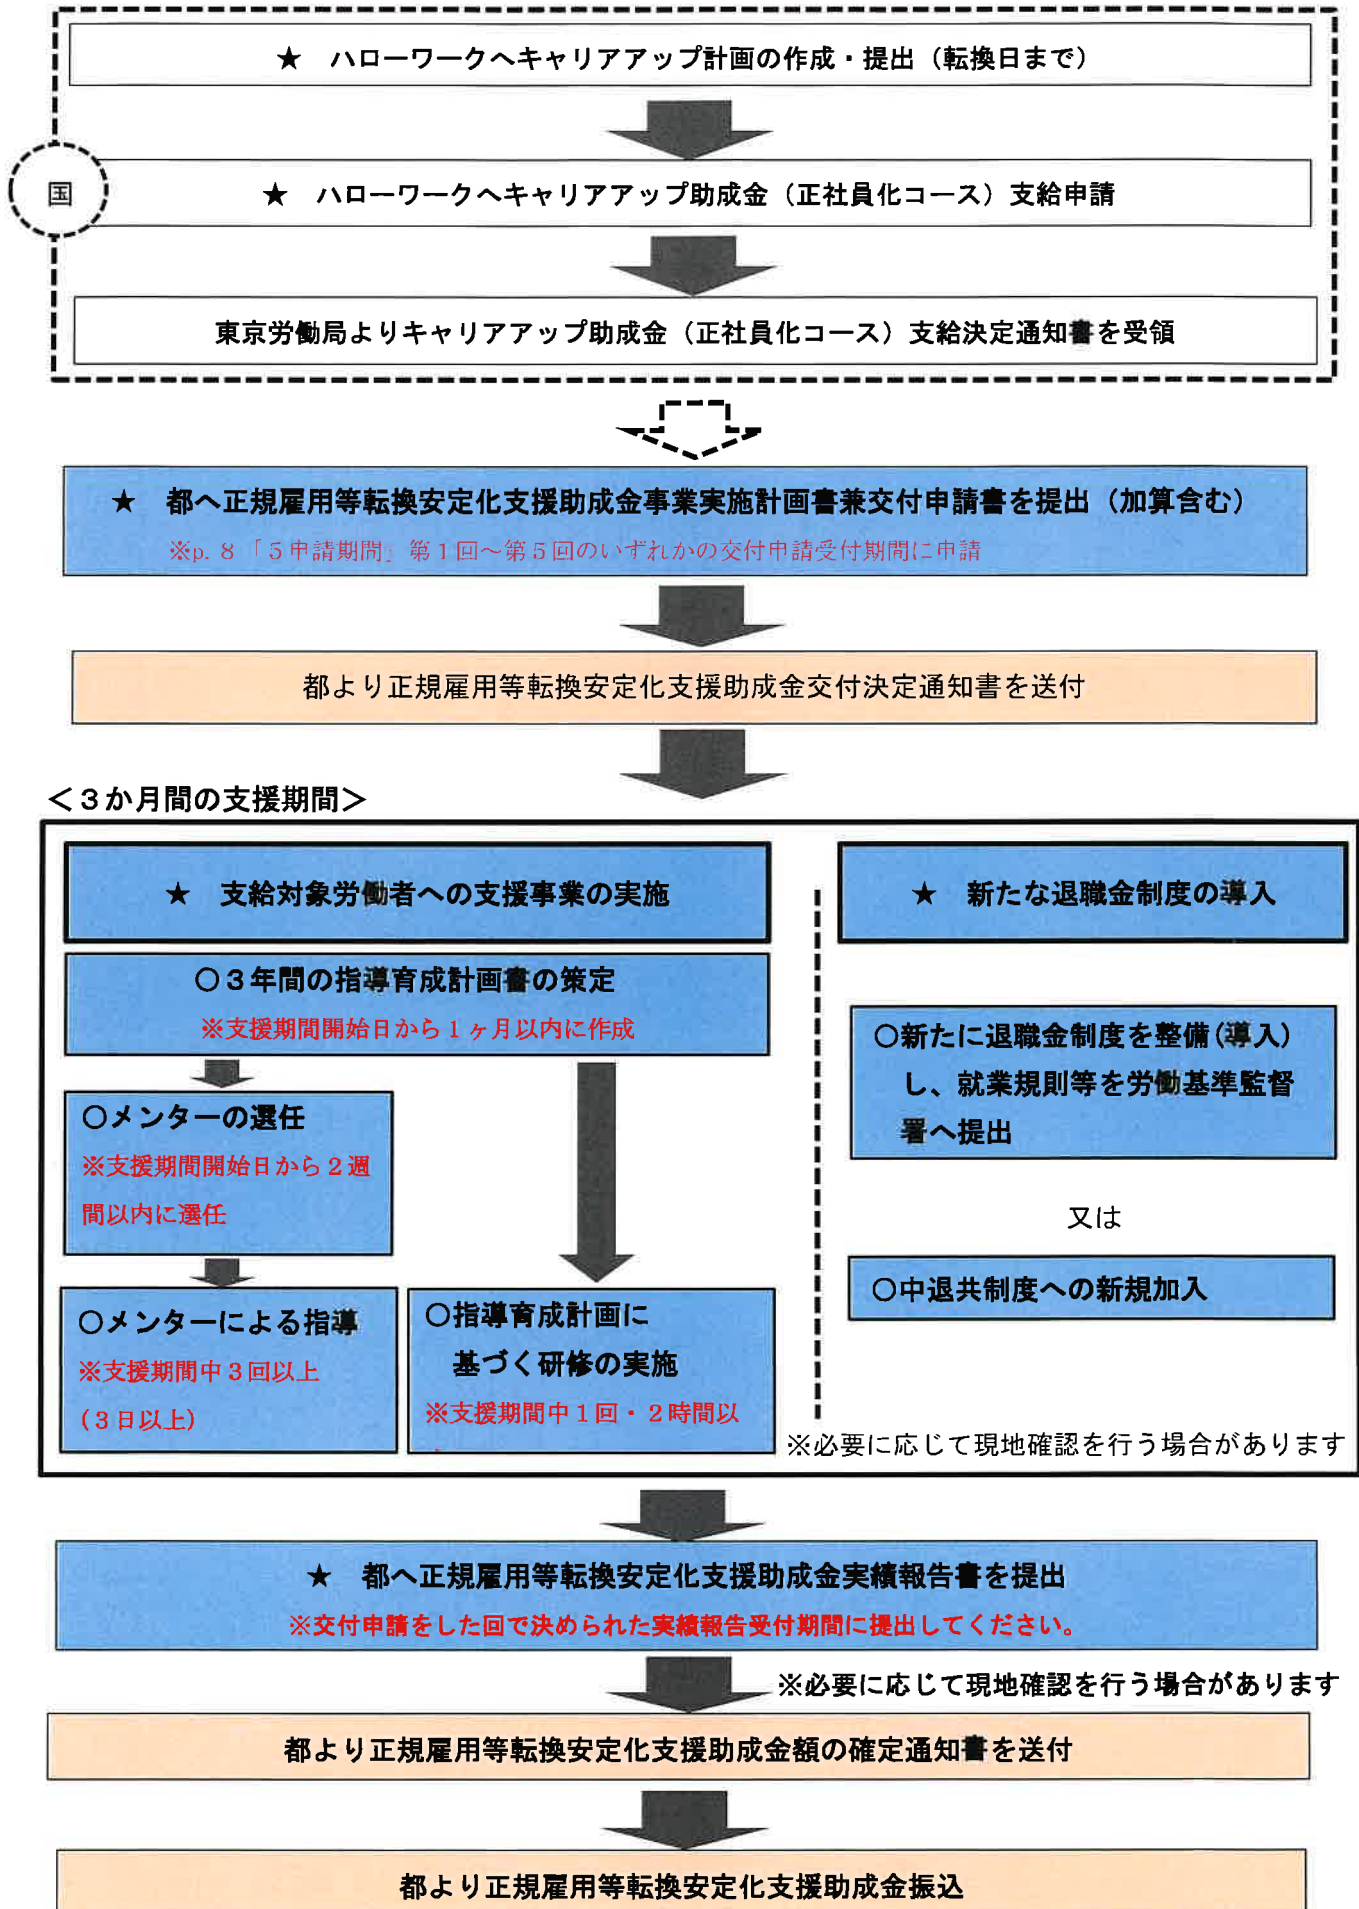 ★ ハローワークへキャリアアップ計画の作成・提出（転換日まで）
国
★ ハローワークへキャリアアップ助成金（正社員化コース）支給申請
東京労働局よりキャリアアップ助成金（正社員化コース）支給決定通知書を受領
★ 都へ正規雇用等転換安定化支援助成金事業実施計画書兼交付申請書を提出（加算含む）
※p.8「5申請期間」第1回～第5回のいずれかの交付申請受付期間に申請
都より正規雇用等転換安定化支援助成金交付決定通知書を送付
＜3か月間の支援期間＞
★ 支給対象労働者への支援事業の実施
○3年間の指導育成計画書の策定
※支援期間開始日から1ヶ月以内に作成
○メンターの選任
※支援期間開始日から2週
間以内に選任
○メンターによる指導
※支援期間中3回以上
（3日以上）
○指導育成計画に
基づく研修の実施
※支援期間中1回・2時間以
★ 新たな退職金制度の導入
○新たに退職金制度を整備(導入)
し、就業規則等を労働基準監督
署へ提出
又は
○中退共制度への新規加入
※必要に応じて現地確認を行う場合があります
★ 都へ正規雇用等転換安定化支援助成金実績報告書を提出
※交付申請をした回で決められた実績報告受付期間に提出してください。
※必要に応じて現地確認を行う場合があります
都より正規雇用等転換安定化支援助成金額の確定通知書を送付
都より正規雇用等転換安定化支援助成金振込